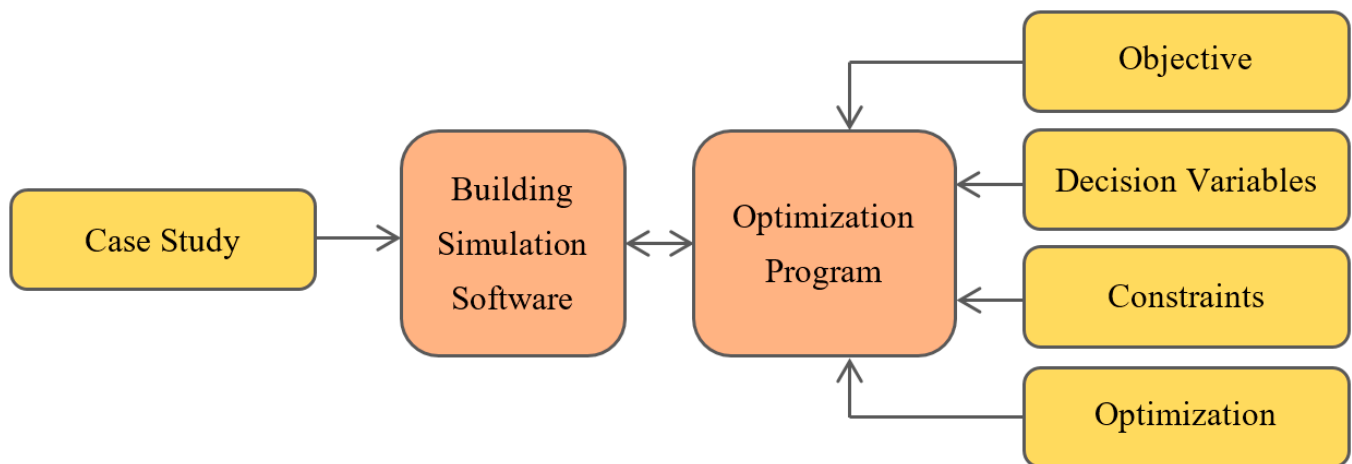 Objective
Decision Variables
Case Study
Building
Simulation
Software
Optimization
Program
Constraints
Optimization